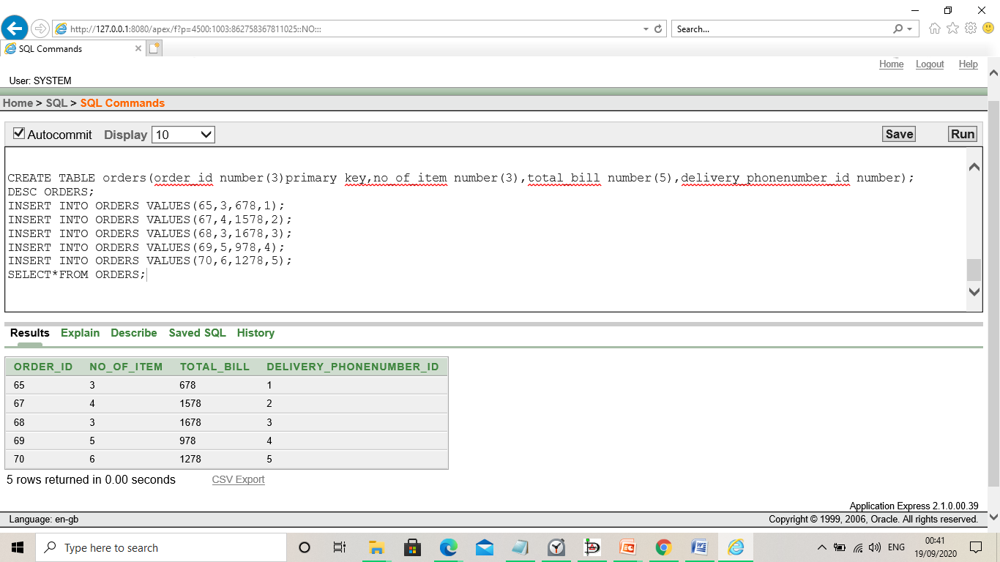 http://127.0.0.1:8080/apex/f?p=4500:1003:862758367811025::NO:::
Search...
SQL Commands
Home Logout Help
User: SYSTEM
Home > SQL > SQL Commands
Autocommit Display 10 Save Run
CREATE TABLE orders(order_id number(3)primary key,no_of_item number(3),total_bill number(5),delivery_phonenumber_id number);
DESC ORDERS;
INSERT INTO ORDERS VALUES(65,3,678,1);
INSERT INTO ORDERS VALUES(67,4,1578,2);
INSERT INTO ORDERS VALUES(68,3,1678,3);
INSERT INTO ORDERS VALUES(69,5,978,4);
INSERT INTO ORDERS VALUES(70,6,1278,5);
SELECT*FROM ORDERS;
Results Explain Describe Saved SQL History
ORDER_ID NO_OF_ITEM TOTAL_BILL DELIVERY_PHONENUMBER_ID
65 3 678 1
67 4 1578 2
68 3 1678 3
69 5 978 4
70 6 1278 5
5 rows returned in 0.00 seconds CSV Export
Application Express 2.1.0.00.39
Language: en-gb Copyright © 1999, 2006, Oracle. All rights reserved.
Type here to search
ENG
00:41
19/09/2020